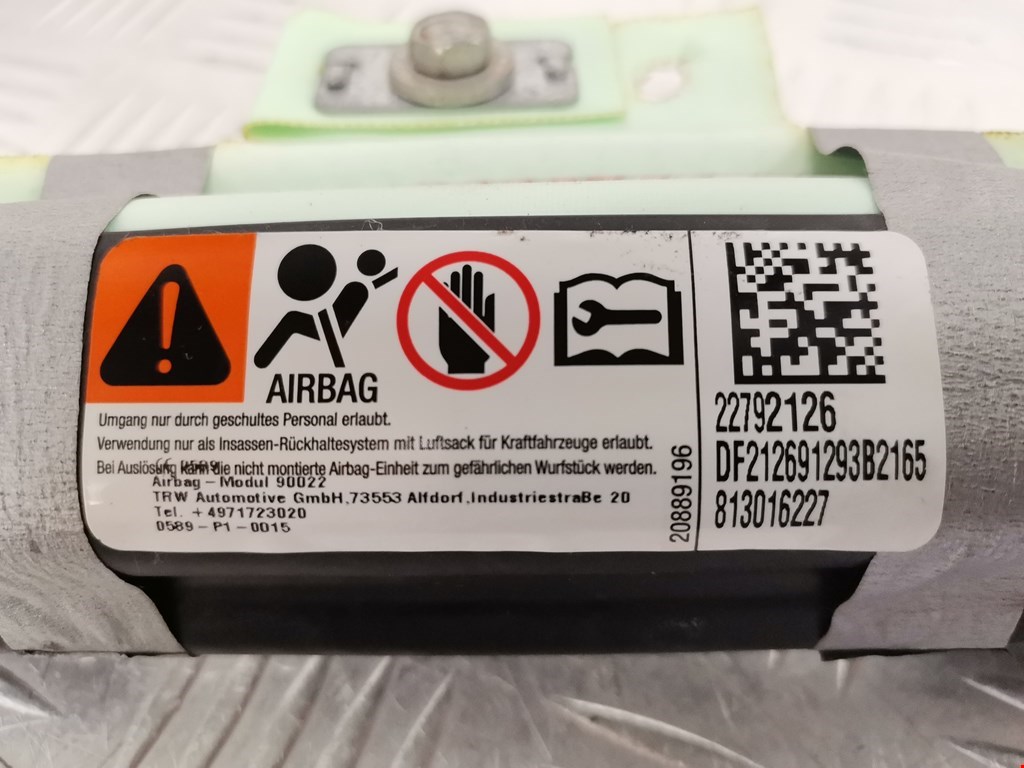 AIRBAG
Umgang nur durch geschultes Personal erlaubt.
Verwendung nur als Insassen-Rückhaltesystem mit Luftsack für Kraftfahrzeuge erlaubt.
Bei Auslösung kann die nicht montierte Airbag-Einheit zum gefährlichen Wurfstück werden.
Airbag - Modul 90022
TRW Automotive GmbH,73553 Alfdorf,Industriestraße 20
Tel. +4971723020
0589-P1-0015
20889196
22792126
DF212691293B2165
813016227